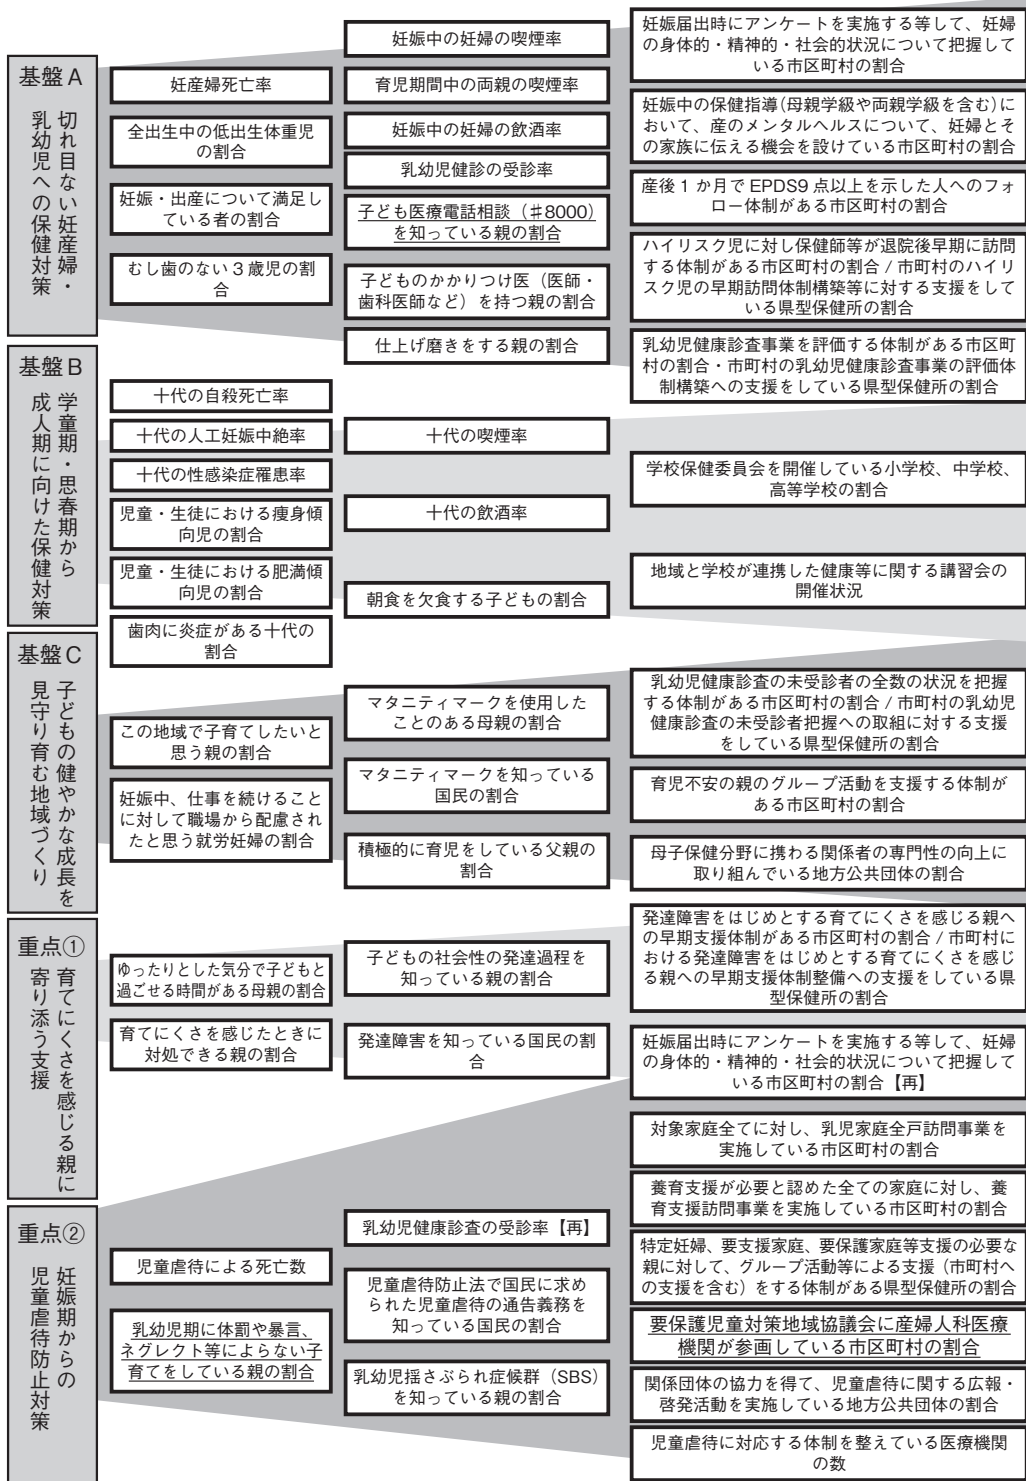 基盤A
切れ目ない妊産婦・
乳幼児への保健対策
妊産婦死亡率
全出生中の低出生体重児
の割合
妊娠・出産について満足し
ている者の割合
むし歯のない3歳児の割
合
妊娠中の妊婦の喫煙率
育児期間中の両親の喫煙率
妊娠中の妊婦の飲酒率
乳幼児健診の受診率
子ども医療電話相談(♯8000)
を知っている親の割合
子どものかかりつけ医(医師・
歯科医師など)を持つ親の割合
仕上げ磨きをする親の割合
妊娠届出時にアンケートを実施する等して、妊婦
の身体的・精神的・社会的状況について把握して
いる市区町村の割合
妊娠中の保健指導(母親学級や両親学級を含む)に
おいて、産のメンタルヘルスについて、妊婦とそ
の家族に伝える機会を設けている市区町村の割合
産後1か月でEPDS9点以上を示した人へのフォ
ロー体制がある市区町村の割合
ハイリスク児に対し保健師等が退院後早期に訪問
する体制がある市区町村の割合/市町村のハイリ
スク児の早期訪問体制構築等に対する支援をして
いる県型保健所の割合
乳幼児健康診査事業を評価する体制がある市区町
村の割合・市町村の乳幼児健康診査事業の評価体
制構築への支援をしている県型保健所の割合
基盤B
学童期・思春期から
成人期に向けた保健対策
十代の自殺死亡率
十代の人工妊娠中絶率
十代の性感染症罹患率
児童・生徒における痩身傾
向児の割合
児童・生徒における肥満傾
向児の割合
歯肉に炎症がある十代の
割合
十代の喫煙率
十代の飲酒率
朝食を欠食する子どもの割合
学校保健委員会を開催している小学校、中学校、
高等学校の割合
地域と学校が連携した健康等に関する講習会の
開催状況
基盤C
子どもの健やかな成長を
見守り育む地域づくり
この地域で子育てしたいと
思う親の割合
妊娠中、仕事を続けること
に対して職場から配慮され
たと思う就労妊婦の割合
マタニティマークを使用した
ことのある母親の割合
マタニティマークを知っている
国民の割合
積極的に育児をしている父親の
割合
乳幼児健康診査の未受診者の全数の状況を把握
する体制がある市区町村の割合/市町村の乳幼児
健康診査の未受診者把握への取組に対する支援
をしている県型保健所の割合
育児不安の親のグループ活動を支援する体制が
ある市区町村の割合
母子保健分野に携わる関係者の専門性の向上に
取り組んでいる地方公共団体の割合
重点①
育てにくさを感じる親に
寄り添う支援
ゆったりとした気分で子どもと
過ごせる時間がある母親の割合
育てにくさを感じたときに
対処できる親の割合
子どもの社会性の発達過程を
知っている親の割合
発達障害を知っている国民の割
合
発達障害をはじめとする育てにくさを感じる親へ
の早期支援体制がある市区町村の割合/市町村に
おける発達障害をはじめとする育てにくさを感じ
る親への早期支援体制整備への支援をしている県
型保健所の割合
妊娠届出時にアンケートを実施する等して、妊婦
の身体的・精神的・社会的状況について把握して
いる市区町村の割合【再】
重点②
妊娠期からの
児童虐待防止対策
児童虐待による死亡数
乳幼児期に体罰や暴言、
ネグレクト等によらない子
育てをしている親の割合
乳幼児健康診査の受診率【再】
児童虐待防止法で国民に求め
られた児童虐待の通告義務を
知っている国民の割合
乳幼児揺さぶられ症候群(SBS)
を知っている親の割合
対象家庭全てに対し、乳児家庭全戸訪問事業を
実施している市区町村の割合
養育支援が必要と認めた全ての家庭に対し、養
育支援訪問事業を実施している市区町村の割合
特定妊婦、要支援家庭、要保護家庭等支援の必要な
親に対して、グループ活動等による支援(市町村へ
の支援を含む)をする体制がある県型保健所の割合
要保護児童対策地域協議会に産婦人科医療
機関が参画している市区町村の割合
関係団体の協力を得て、児童虐待に関する広報・
啓発活動を実施している地方公共団体の割合
児童虐待に対応する体制を整えている医療機関
の数